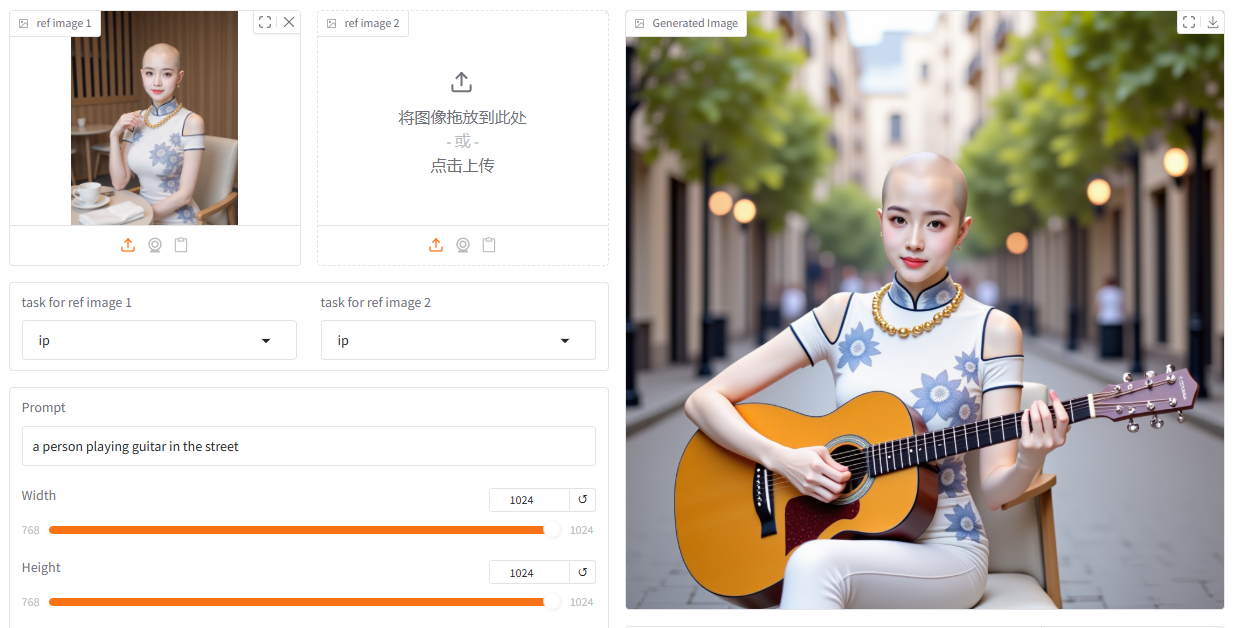 ref image 1
ref image 2
将图像拖放到此处
- 或 -
点击上传
task for ref image 1
task for ref image 2
ip
ip
Prompt
a person playing guitar in the street
Width
1024
768
1024
Height
1024
768
1024
Generated Image